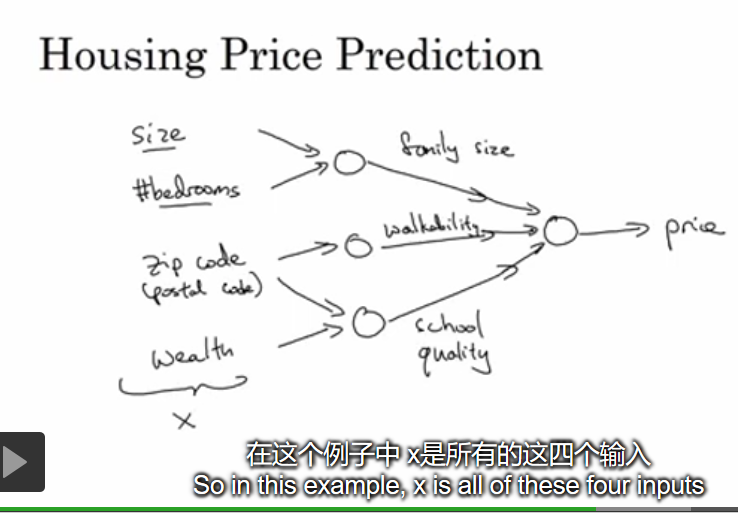 Housing Price Prediction
size
family size
#bedrooms
walkability
price
zip code
(postal code)
school
quality
wealth
x
在这个例子中 x是所有的这四个输入
So in this example, x is all of these four inputs